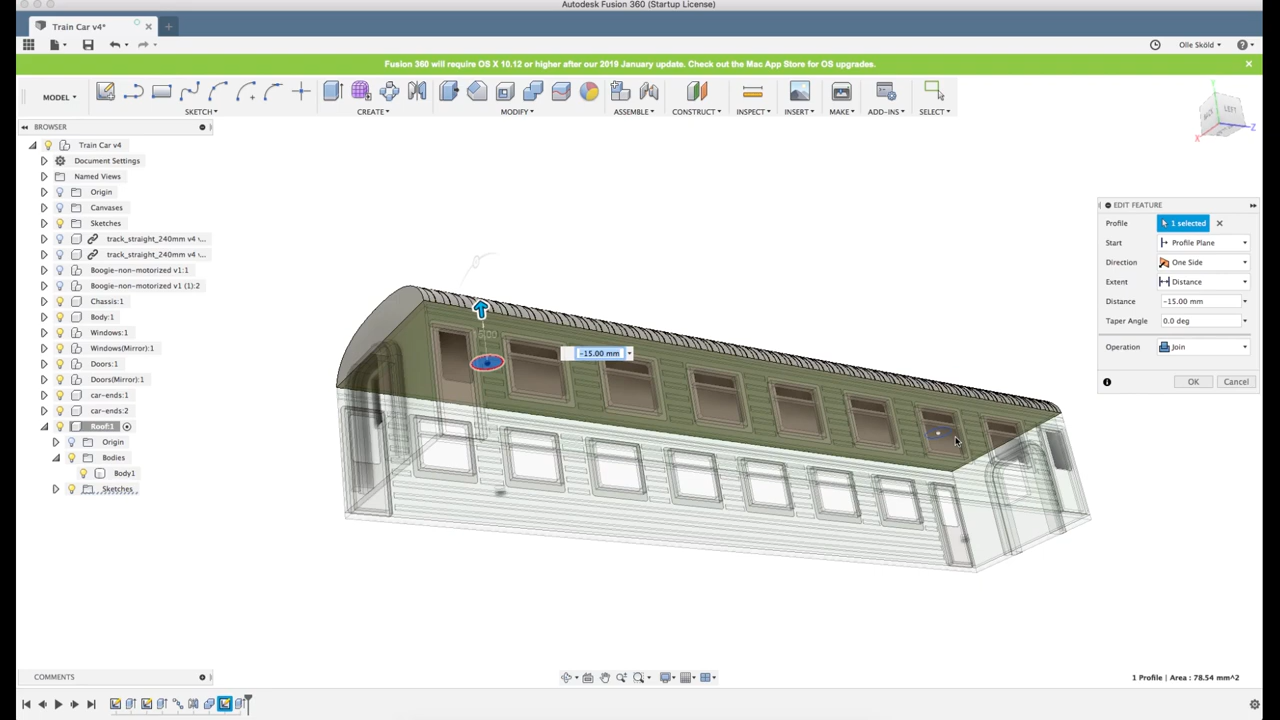 Autodesk Fusion 360 (Startup License)
Train Car v4*
Olle Sköld
Fusion 360 will require OS X 10.12 or higher after our 2019 January update. Check out the Mac App Store for OS upgrades.
MODEL
SKETCH
CREATE
MODIFY
ASSEMBLE
CONSTRUCT
INSPECT
INSERT
MAKE
ADD-INS
SELECT
LEFT
X
Z
BROWSER
Train Car v4
Document Settings
Named Views
Origin
Canvases
Sketches
track_straight_240mm v4 ...
track_straight_240mm v4 ...
Boogie-non-motorized v1:1
Boogie-non-motorized v1 (1):2
Chassis:1
Body:1
Windows:1
Windows(Mirror):1
Doors:1
Doors(Mirror):1
car-ends:1
car-ends:2
Roof:1
Origin
Bodies
Body1
Sketches
-15.00 mm
EDIT FEATURE
Profile 1 selected
Start Profile Plane
Direction One Side
Extent Distance
Distance -15.00 mm
Taper Angle 0.0 deg
Operation Join
OK Cancel
COMMENTS
1 Profile | Area : 78.54 mm^2